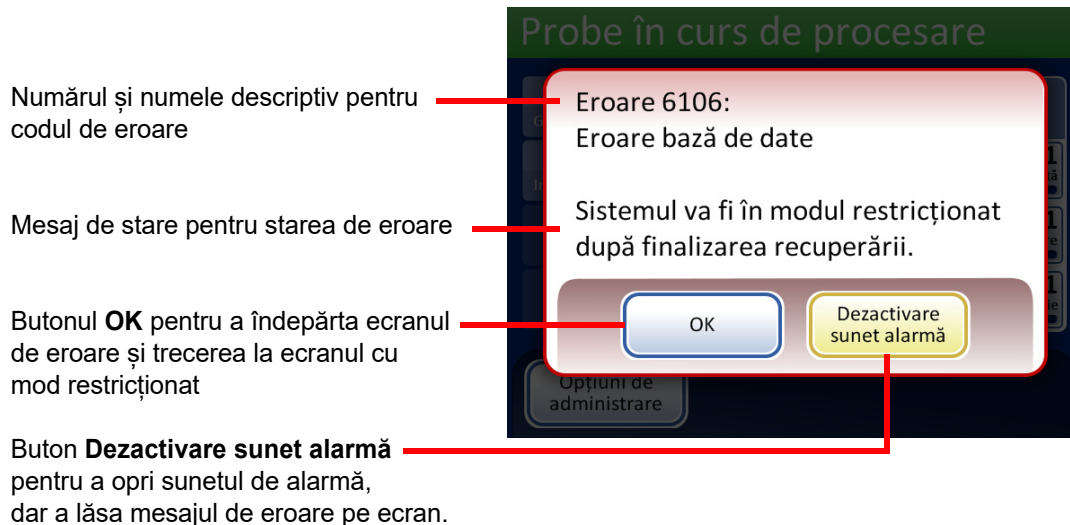 Probe în curs de procesare
Numărul și numele descriptiv pentru
codul de eroare
Eroare 6106:
Eroare bază de date
Mesaj de stare pentru starea de eroare
Sistemul va fi în modul restricționat
după finalizarea recuperării.
Butonul OK pentru a îndepărta ecranul
de eroare și trecerea la ecranul cu
mod restricționat
OK
Dezactivare
sunet alarmă
Opțiuni de
administrare
Buton Dezactivare sunet alarmă
pentru a opri sunetul de alarmă,
dar a lăsa mesajul de eroare pe ecran.